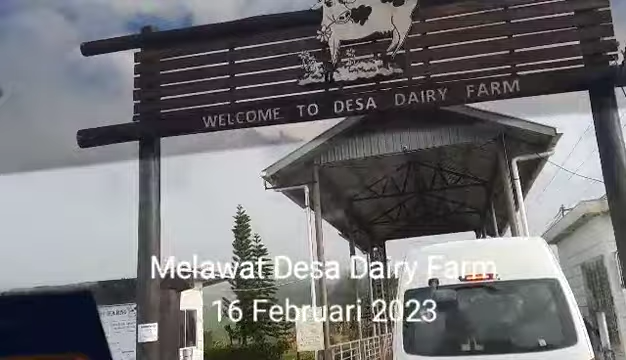 WELCOME TO DESA DAIRY FARM
Melawat Desa Dairy Farm
16 Februari 2023